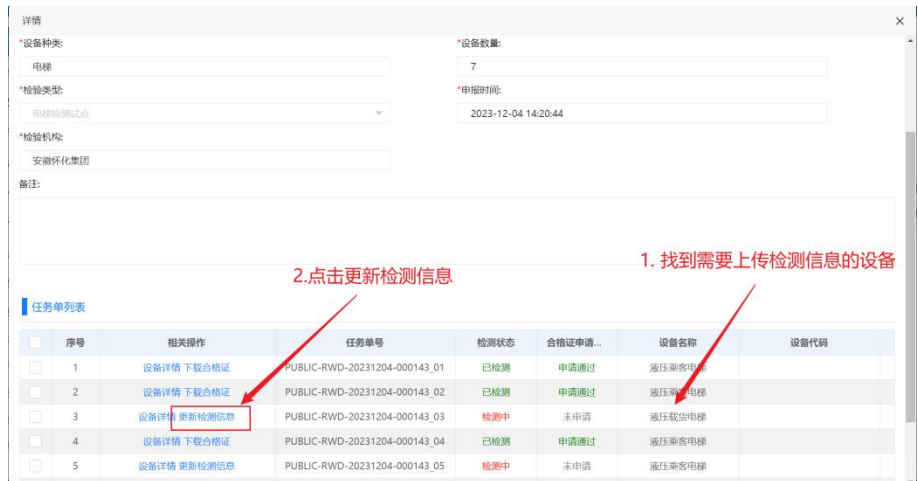 详情
*设备种类:
*设备数量:
电梯
7
*检验类型:
*申报时间:
电梯检测试点
2023-12-04 14:20:44
*检验机构:
安徽怀化集团
备注:
1. 找到需要上传检测信息的设备
2.点击更新检测信息
任务单列表
序号 相关操作 任务单号 检测状态 合格证申请... 设备名称 设备代码
1 设备详情 下载合格证 PUBLIC-RWD-20231204-000143_01 已检测 申请通过 液压乘客电梯
2 设备详情 下载合格证 PUBLIC-RWD-20231204-000143_02 已检测 申请通过 液压乘客电梯
3 设备详情 更新检测信息 PUBLIC-RWD-20231204-000143_03 检测中 未申请 液压载货电梯
4 设备详情 下载合格证 PUBLIC-RWD-20231204-000143_04 已检测 申请通过 液压乘客电梯
5 设备详情 更新检测信息 PUBLIC-RWD-20231204-000143_05 检测中 未申请 液压乘客电梯